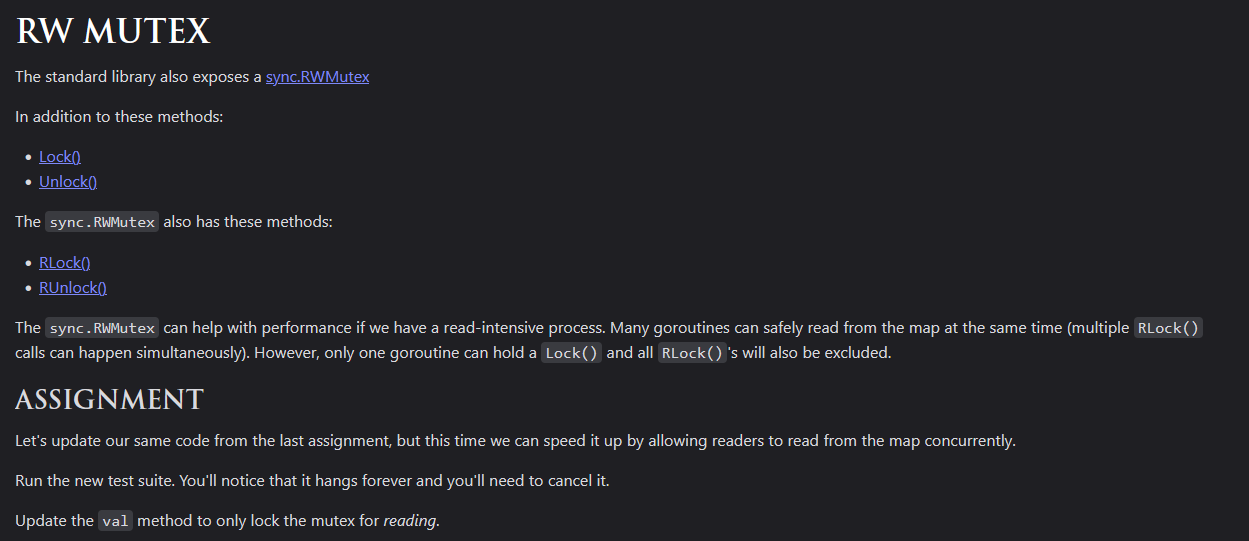 RW MUTEX
The standard library also exposes a sync.RWMutex
In addition to these methods:
• Lock()
• Unlock()
The sync.RWMutex also has these methods:
• RLock()
• RUnlock()
The sync.RWMutex can help with performance if we have a read-intensive process. Many goroutines can safely read from the map at the same time (multiple RLock()
calls can happen simultaneously). However, only one goroutine can hold a Lock() and all RLock()'s will also be excluded.
ASSIGNMENT
Let's update our same code from the last assignment, but this time we can speed it up by allowing readers to read from the map concurrently.
Run the new test suite. You'll notice that it hangs forever and you'll need to cancel it.
Update the val method to only lock the mutex for reading.